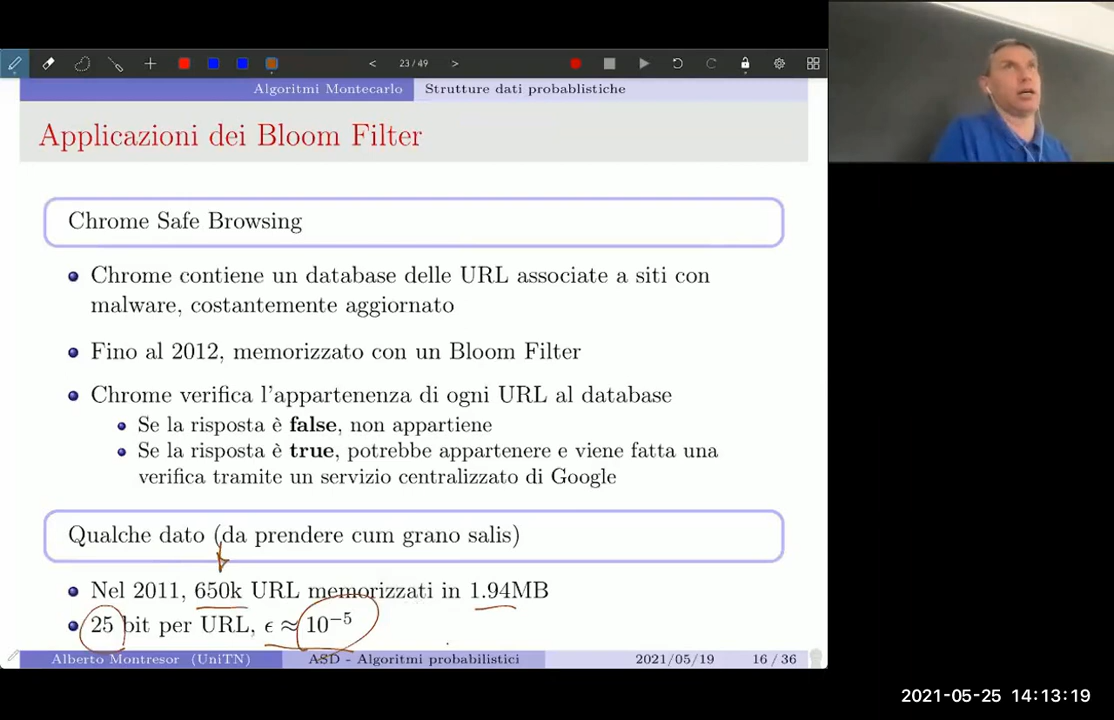 23/49
Algoritmi Montecarlo
Strutture dati probablistiche
Applicazioni dei Bloom Filter
Chrome Safe Browsing
Chrome contiene un database delle URL associate a siti con
malware, costantemente aggiornato
Fino al 2012, memorizzato con un Bloom Filter
Chrome verifica l'appartenenza di ogni URL al database
Se la risposta è false, non appartiene
Se la risposta è true, potrebbe appartenere e viene fatta una
verifica tramite un servizio centralizzato di Google
Qualche dato (da prendere cum grano salis)
Nel 2011, 650k URL memorizzati in 1.94MB
25 bit per URL, ϵ ≈ 10⁻⁵
Alberto Montresor (UniTN)
ASD - Algoritmi probabilistici
2021/05/19
16 / 36
2021-05-25 14:13:19